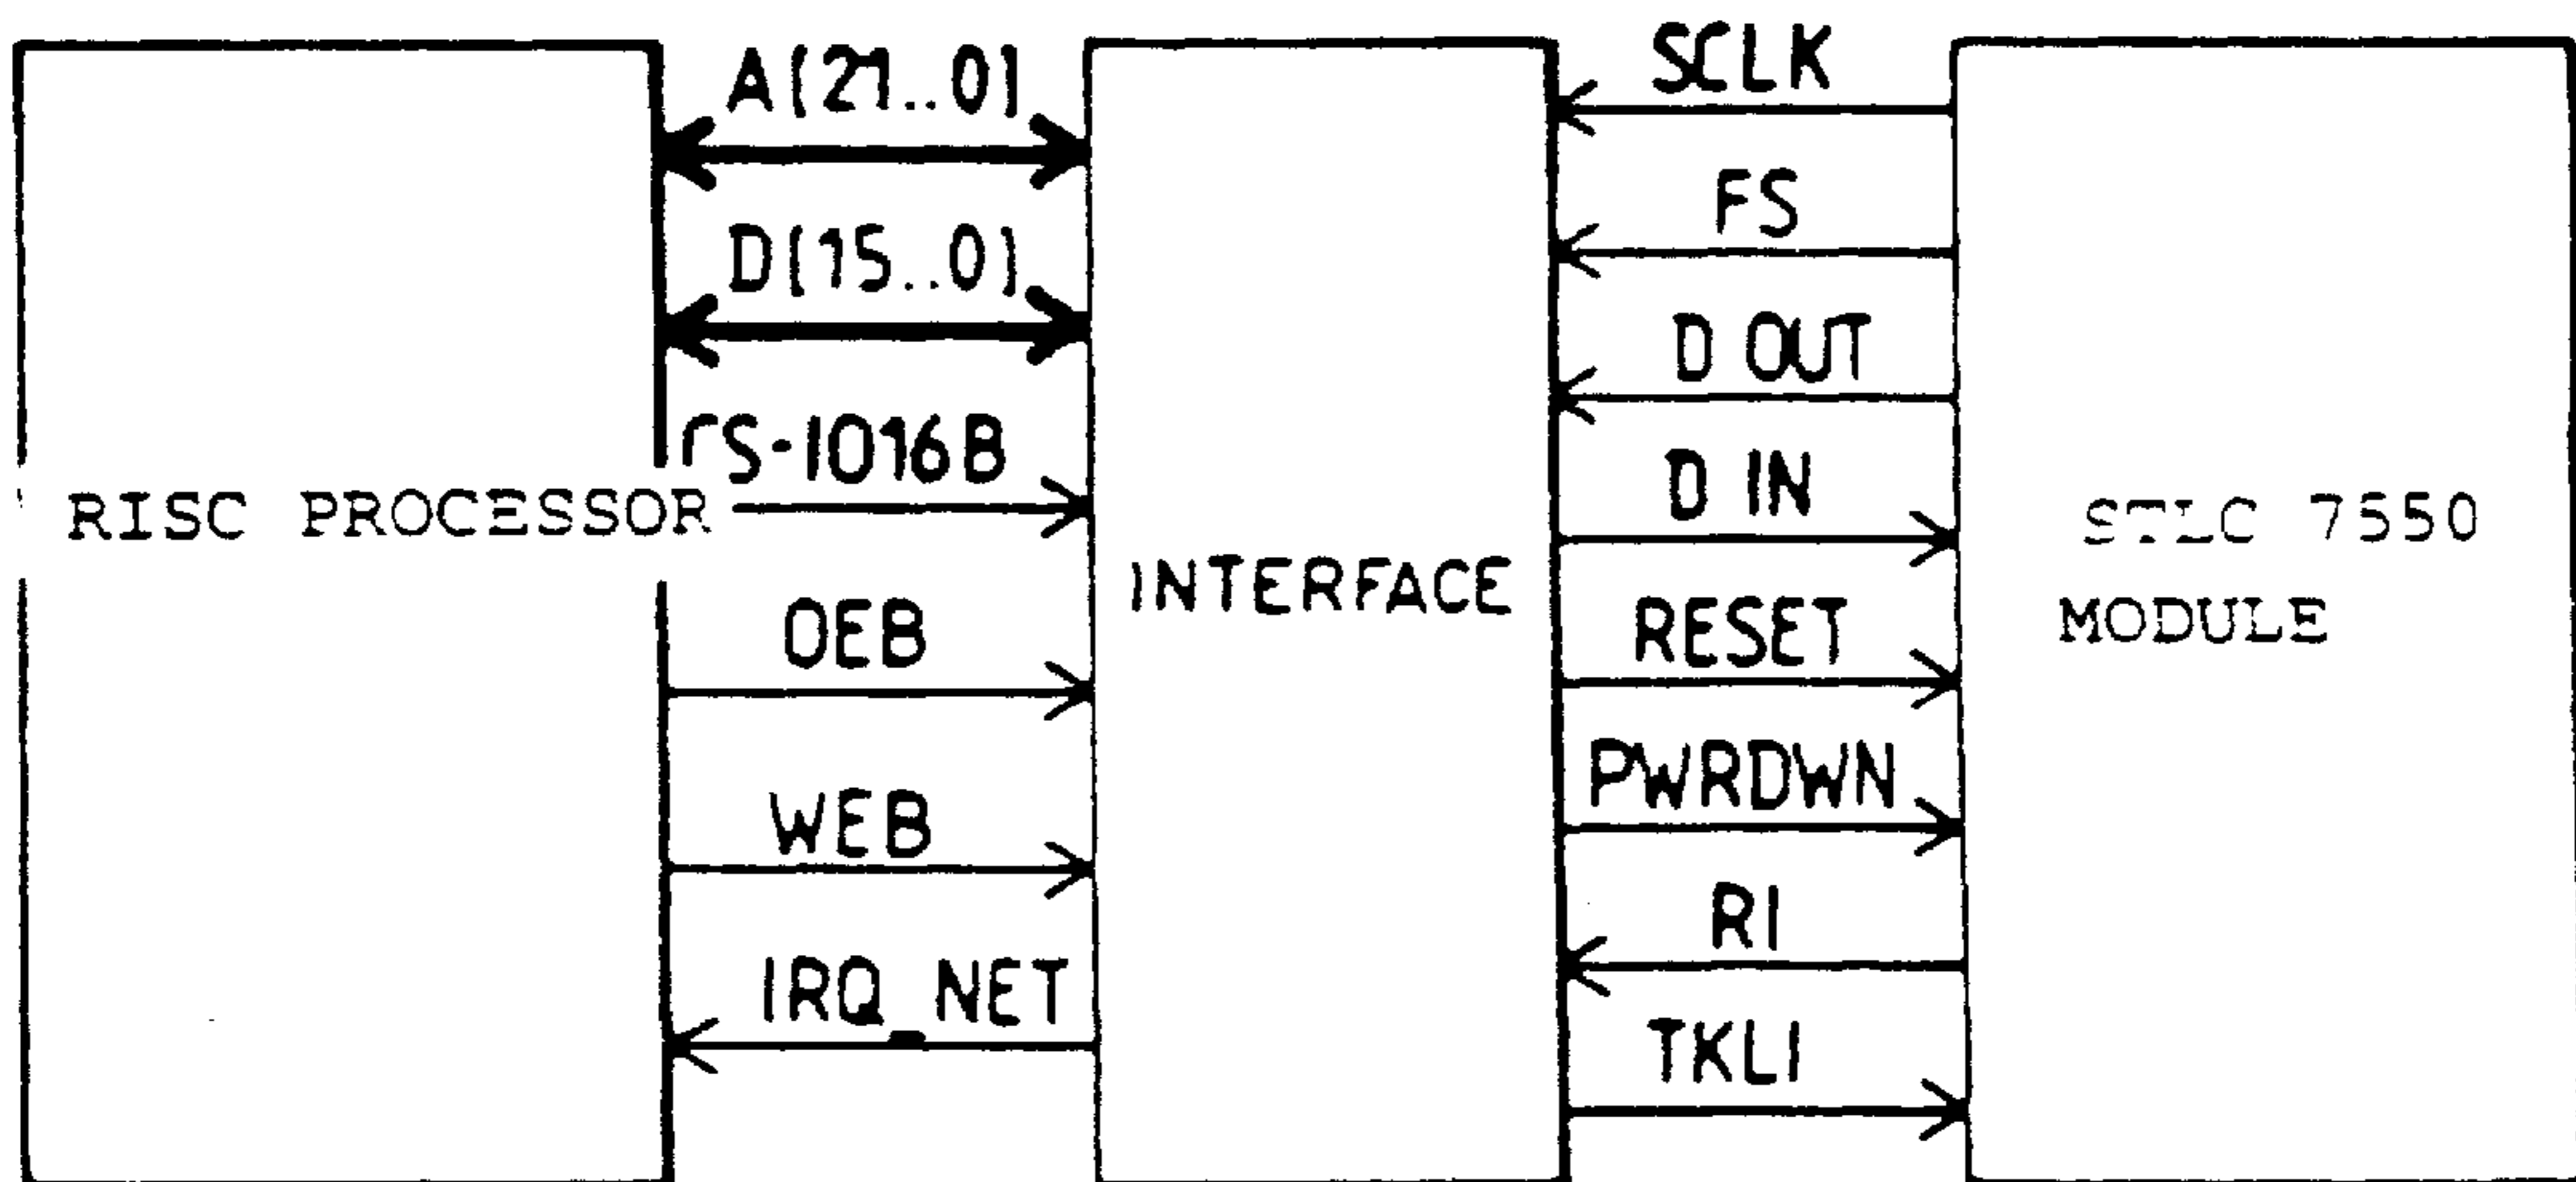 A(21..0)
D(15..0)
CS-IO16B
RISC PROCESSOR
OEB
WEB
IRQ_NET
INTERFACE
SCLK
FS
D OUT
D IN
RESET
PWRDWN
RI
TKLI
STLC 7550
MODULE